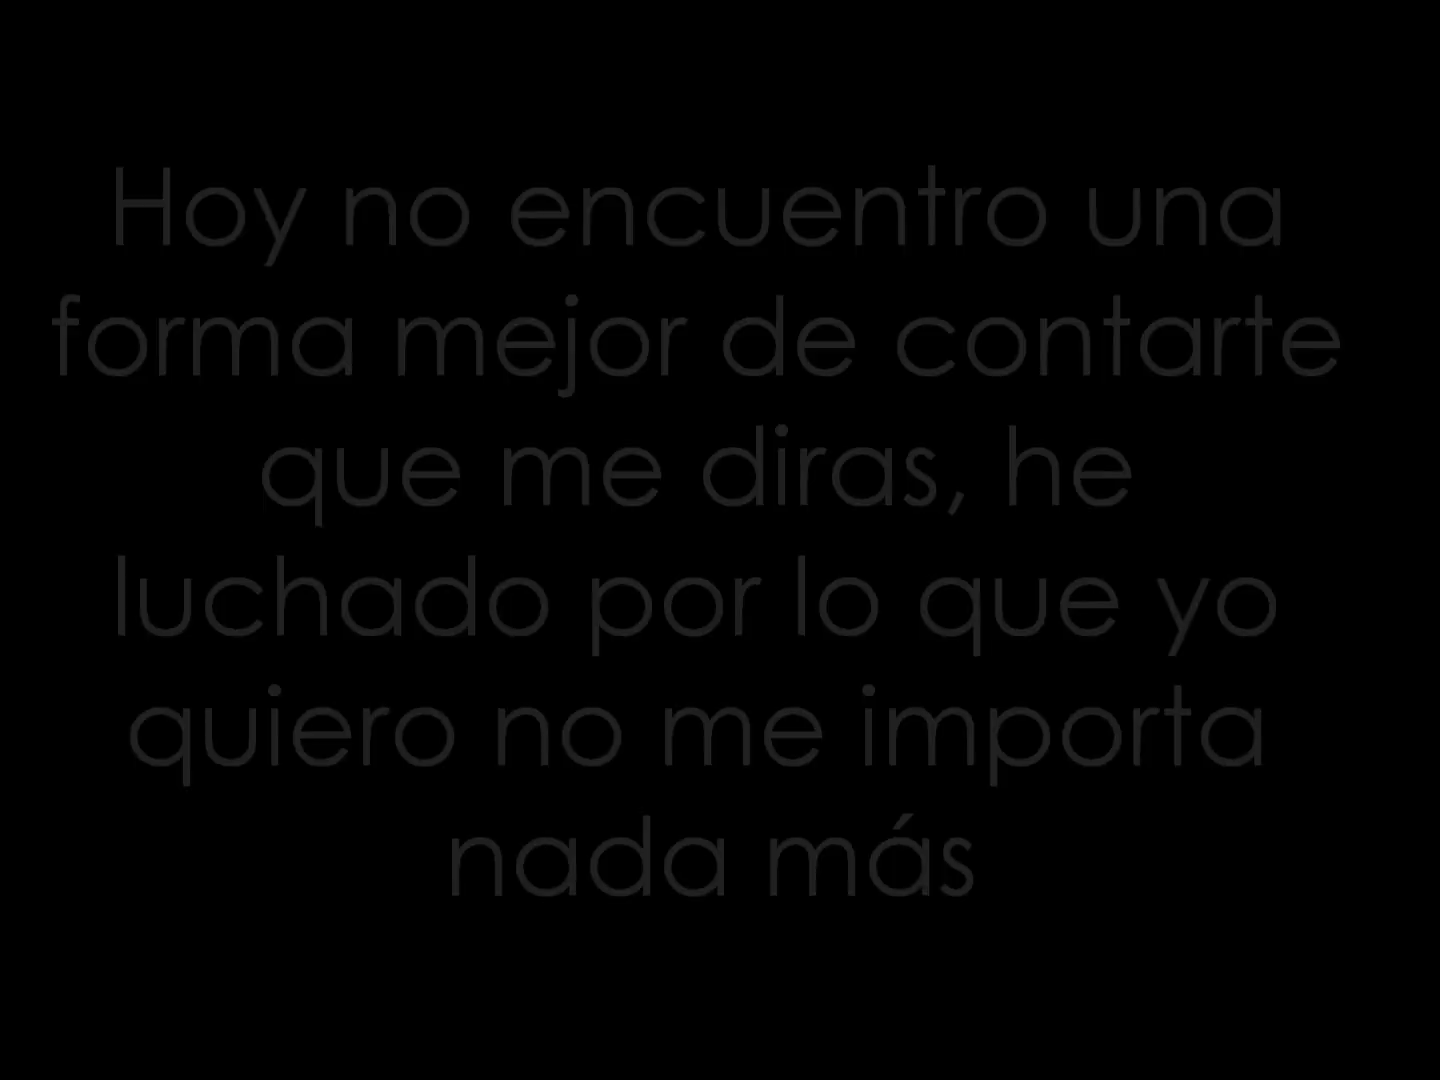 Hoy no encuentro una
forma mejor de contarte
que me diras, he
luchado por lo que yo
quiero no me importa
nada más